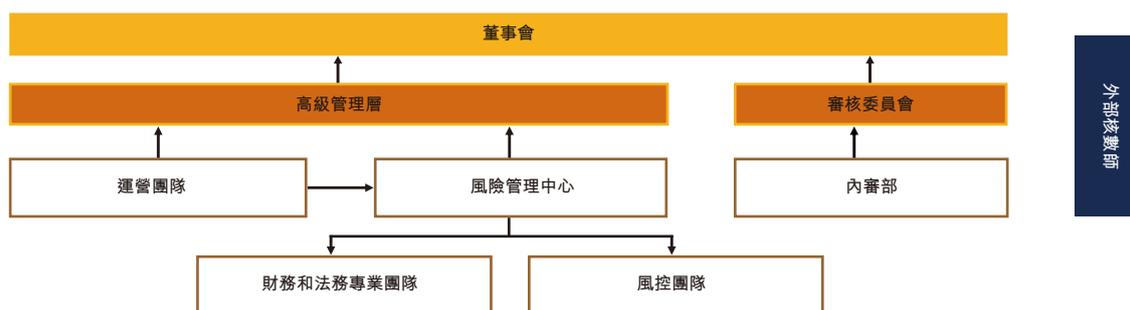 董事會
高級管理層
審核委員會
外部核數師
運營團隊
風險管理中心
內審部
財務和法務專業團隊
風控團隊